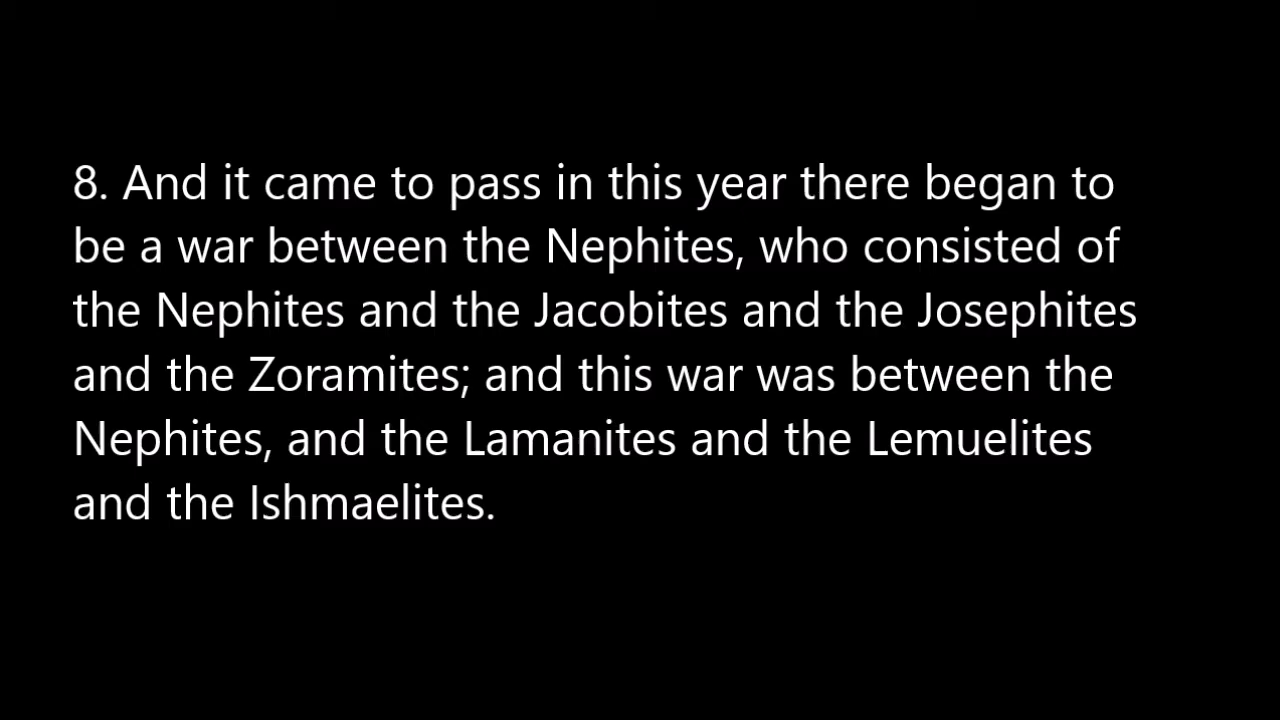 8. And it came to pass in this year there began to
be a war between the Nephites, who consisted of
the Nephites and the Jacobites and the Josephites
and the Zoramites; and this war was between the
Nephites, and the Lamanites and the Lemuelites
and the Ishmaelites.